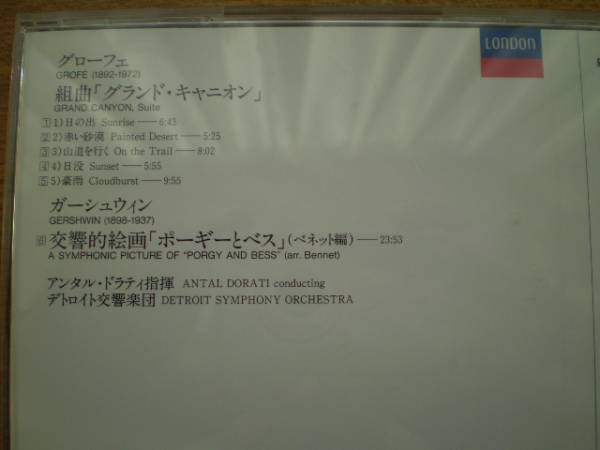 LONDON
グローフェ
GROFÉ (1892-1972)
組曲「グランド・キャニオン」
GRAND CANYON, Suite
1 1)日の出 Sunrise——6:43
2 2)赤い砂漠 Painted Desert——5:25
3 3)山道を行く On the Trail——8:02
4 4)日没 Sunset——5:55
5 5)豪雨 Cloudburst——9:55
ガーシュウィン
GERSHWIN (1898-1937)
6 交響的絵画「ポーギーとベス」(ベネット編)——23:53
A SYMPHONIC PICTURE OF "PORGY AND BESS" (arr. Bennet)
アンタル・ドラティ指揮 ANTAL DORATI conducting
デトロイト交響楽団 DETROIT SYMPHONY ORCHESTRA